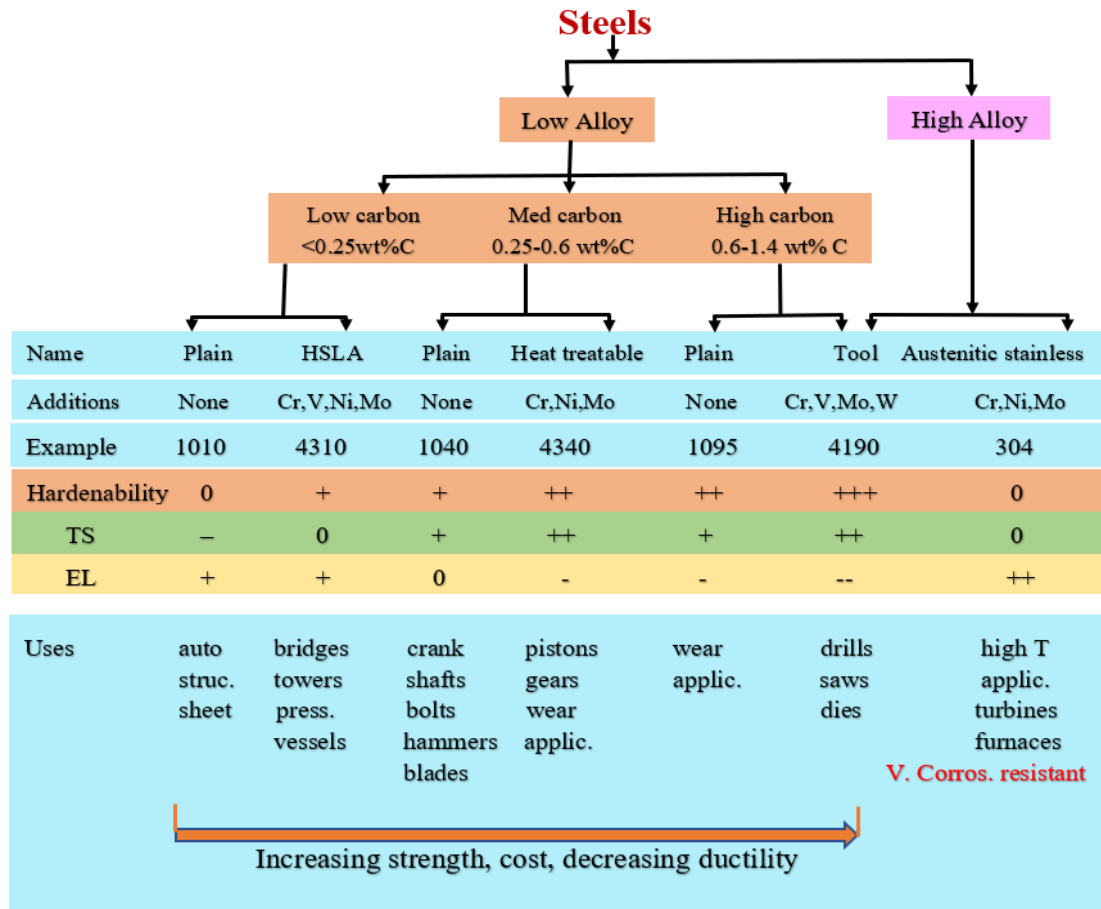 Steels
Low Alloy
High Alloy
Low carbon
<0.25wt%C
Med carbon
0.25-0.6 wt%C
High carbon
0.6-1.4 wt% C
Name Plain HSLA Plain Heat treatable Plain Tool Austenitic stainless
Additions None Cr,V,Ni,Mo None Cr,Ni,Mo None Cr,V,Mo,W Cr,Ni,Mo
Example 1010 4310 1040 4340 1095 4190 304
Hardenability 0 + + ++ ++ +++ 0
TS – 0 + ++ + ++ 0
EL + + 0 - - -- ++
Uses
auto
struc.
sheet
bridges
towers
press.
vessels
crank
shafts
bolts
hammers
blades
pistons
gears
wear
applic.
wear
applic.
drills
saws
dies
high T
applic.
turbines
furnaces
V. Corros. resistant
Increasing strength, cost, decreasing ductility